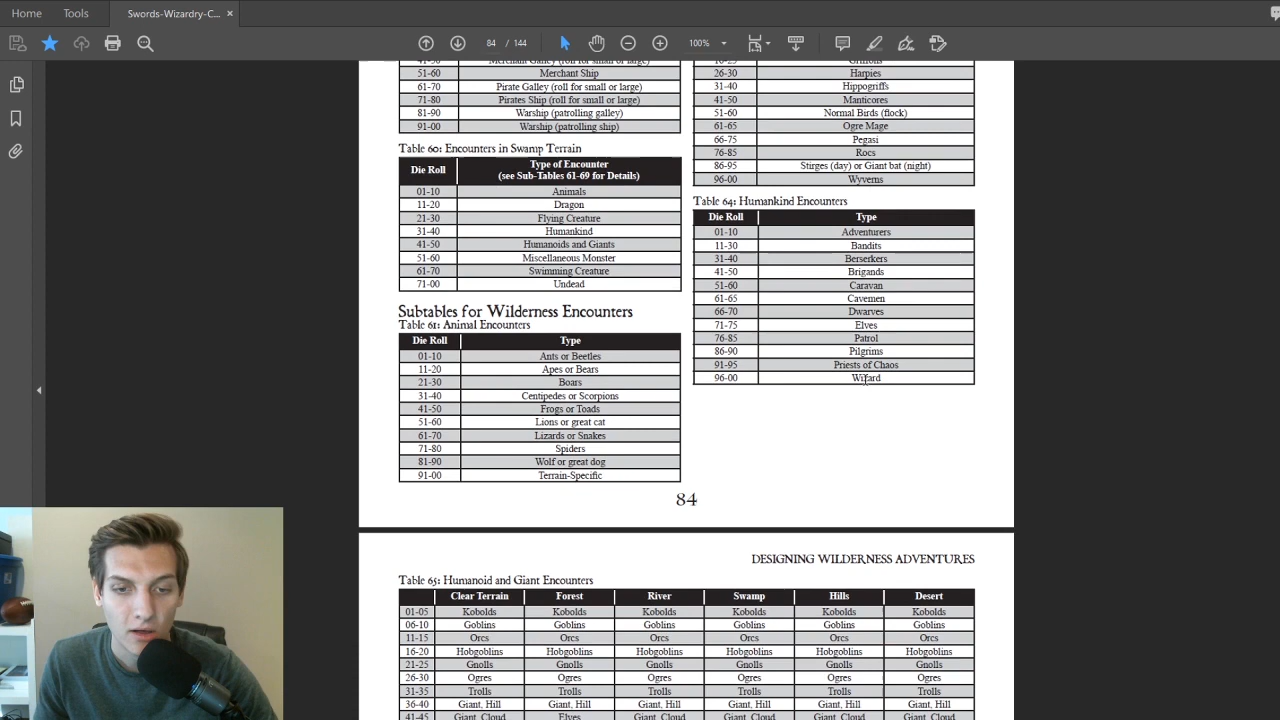 Home
Tools
Swords-Wizardry-C...
84 / 144
100%
51-60 Merchant Ship
61-70 Pirate Galley (roll for small or large)
71-80 Pirates Ship (roll for small or large)
81-90 Warship (patrolling galley)
91-00 Warship (patrolling ship)
Table 60: Encounters in Swamp Terrain
Die Roll Type of Encounter
(see Sub-Tables 61-69 for Details)
01-10 Animals
11-20 Dragon
21-30 Flying Creature
31-40 Humankind
41-50 Humanoids and Giants
51-60 Miscellaneous Monster
61-70 Swimming Creature
71-00 Undead
Subtables for Wilderness Encounters
Table 61: Animal Encounters
Die Roll Type
01-10 Ants or Beetles
11-20 Apes or Bears
21-30 Boars
31-40 Centipedes or Scorpions
41-50 Frogs or Toads
51-60 Lions or great cat
61-70 Lizards or Snakes
71-80 Spiders
81-90 Wolf or great dog
91-00 Terrain-Specific
26-30 Harpies
31-40 Hippogriffs
41-50 Manticores
51-60 Normal Birds (flock)
61-65 Ogre Mage
66-75 Pegasi
76-85 Rocs
86-95 Stirges (day) or Giant bat (night)
96-00 Wyverns
Table 64: Humankind Encounters
Die Roll Type
01-10 Adventurers
11-30 Bandits
31-40 Berserkers
41-50 Brigands
51-60 Caravan
61-65 Cavemen
66-70 Dwarves
71-75 Elves
76-85 Patrol
86-90 Pilgrims
91-95 Priests of Chaos
96-00 Wizard
84
DESIGNING WILDERNESS ADVENTURES
Table 65: Humanoid and Giant Encounters
Clear Terrain Forest River Swamp Hills Desert
01-05 Kobolds Kobolds Kobolds Kobolds Kobolds Kobolds
06-10 Goblins Goblins Goblins Goblins Goblins Goblins
11-15 Orcs Orcs Orcs Orcs Orcs Orcs
16-20 Hobgoblins Hobgoblins Hobgoblins Hobgoblins Hobgoblins Hobgoblins
21-25 Gnolls Gnolls Gnolls Gnolls Gnolls Gnolls
26-30 Ogres Ogres Ogres Ogres Ogres Ogres
31-35 Trolls Trolls Trolls Trolls Trolls Trolls
36-40 Giant, Hill Giant, Hill Giant, Hill Giant, Hill Giant, Hill Giant, Hill
41-45 Giant, Cloud Elves Giant, Cloud Giant, Cloud Giant, Cloud Giant, Cloud